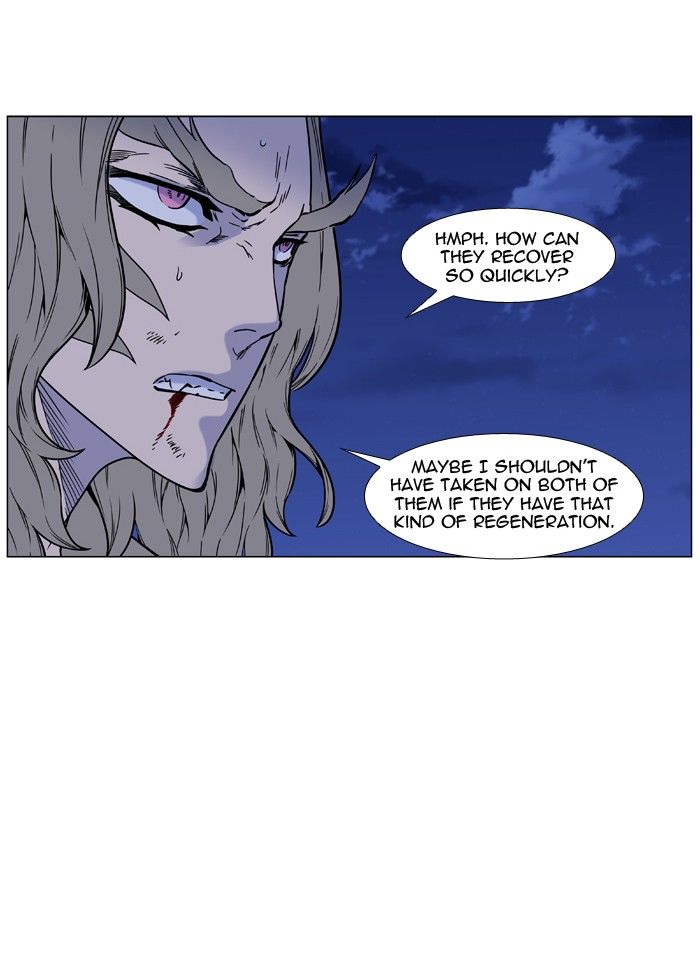 HMPH. HOW CAN
THEY RECOVER
SO QUICKLY?
MAYBE I SHOULDN'T
HAVE TAKEN ON BOTH OF
THEM IF THEY HAVE THAT
KIND OF REGENERATION.